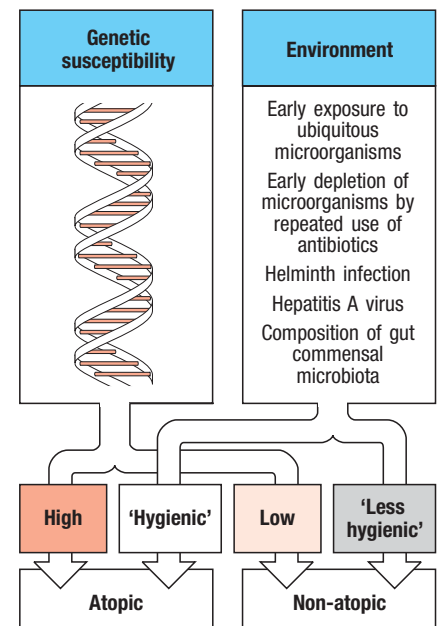 Genetic
susceptibility
Environment
Early exposure to
ubiquitous
microorganisms
Early depletion of
microorganisms by
repeated use of
antibiotics
Helminth infection
Hepatitis A virus
Composition of gut
commensal
microbiota
High
‘Hygienic’
Low
‘Less
hygienic’
Atopic
Non-atopic